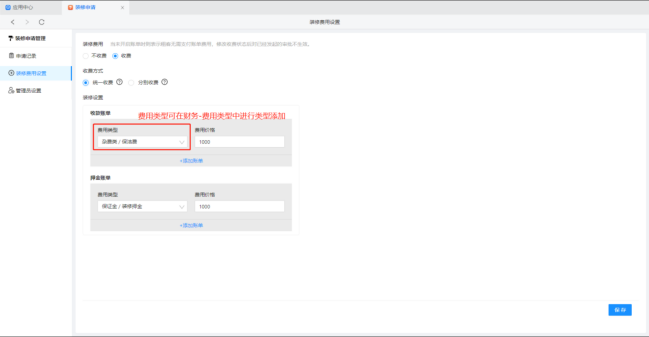 应用中心
装修申请
装修费用设置
装修申请管理
申请记录
装修费用设置
管理员设置
装修费用
不收费
收费
收费方式
统一收费
分别收费
装修设置
收款账单
费用类型可在财务-费用类型中进行类型添加
费用类型
费用价格
杂费类 / 保洁费
1000
+添加账单
押金账单
费用类型
费用价格
保证金 / 装修押金
1000
+添加账单
保存